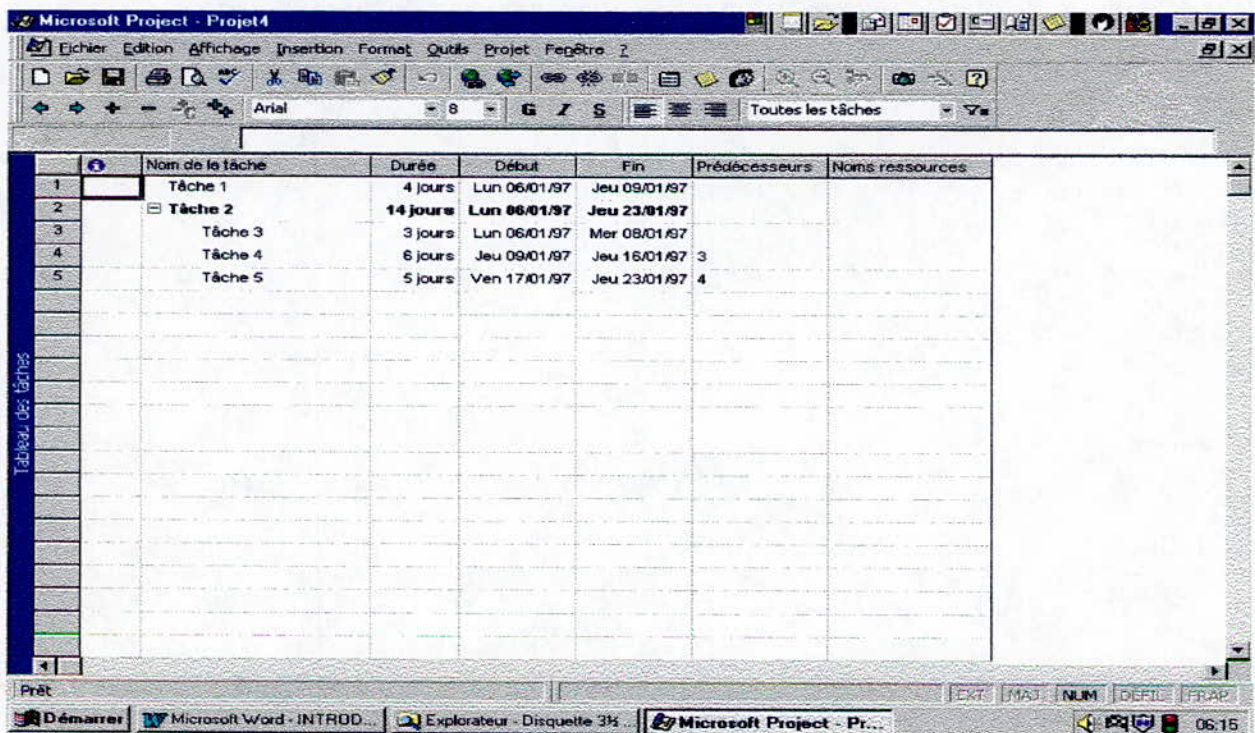 Microsoft Project - Projet4
Fichier Edition Affichage Insertion Format Outils Projet Fenêtre ?
Arial 8 G I S Toutes les tâches
Nom de la tâche Durée Début Fin Prédécesseurs Noms ressources
1 Tâche 1 4 jours Lun 06/01/97 Jeu 09/01/97
2 Tâche 2 14 jours Lun 06/01/97 Jeu 23/01/97
3 Tâche 3 3 jours Lun 06/01/97 Mer 08/01/97
4 Tâche 4 6 jours Jeu 09/01/97 Jeu 16/01/97 3
5 Tâche 5 5 jours Ven 17/01/97 Jeu 23/01/97 4
Tableau des tâches
Prêt EXT MAJ NUM DEFIL FRAP
Démarrer Microsoft Word - INTROD... Explorateur - Disquette 3½ .. Microsoft Project - Pr... 06:15